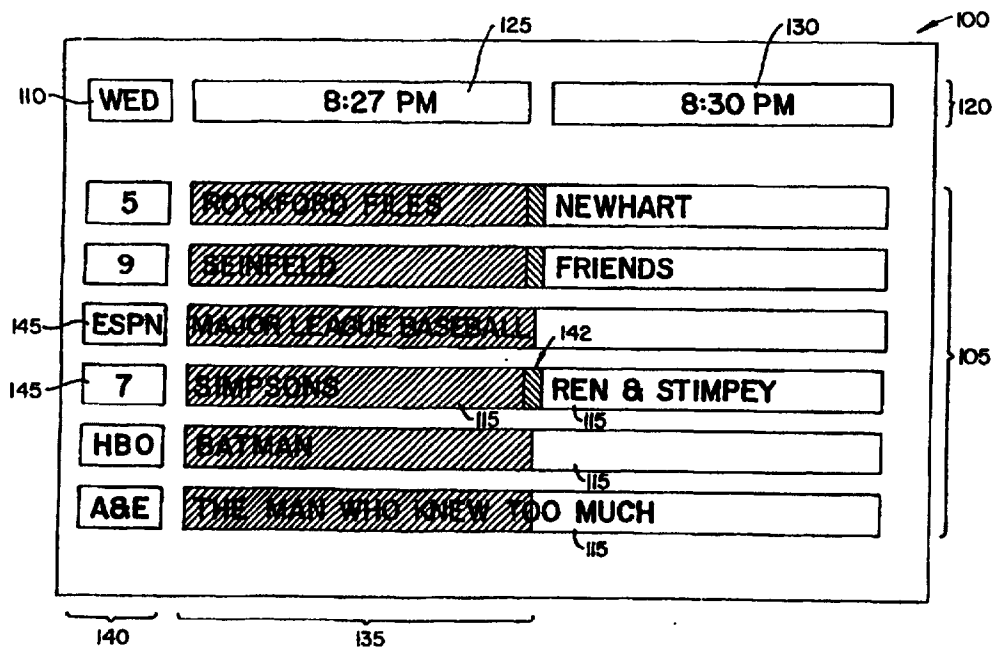 100
125
130
110
WED 8:27 PM 8:30 PM
120
5 ROCKFORD FILES NEWHART
9 SEINFELD FRIENDS
145 ESPN MAJOR LEAGUE BASEBALL
142
105
145 7 SIMPSONS REN & STIMPEY
115 115
HBO BATMAN
115
A&E THE MAN WHO KNEW TOO MUCH
115
140 135